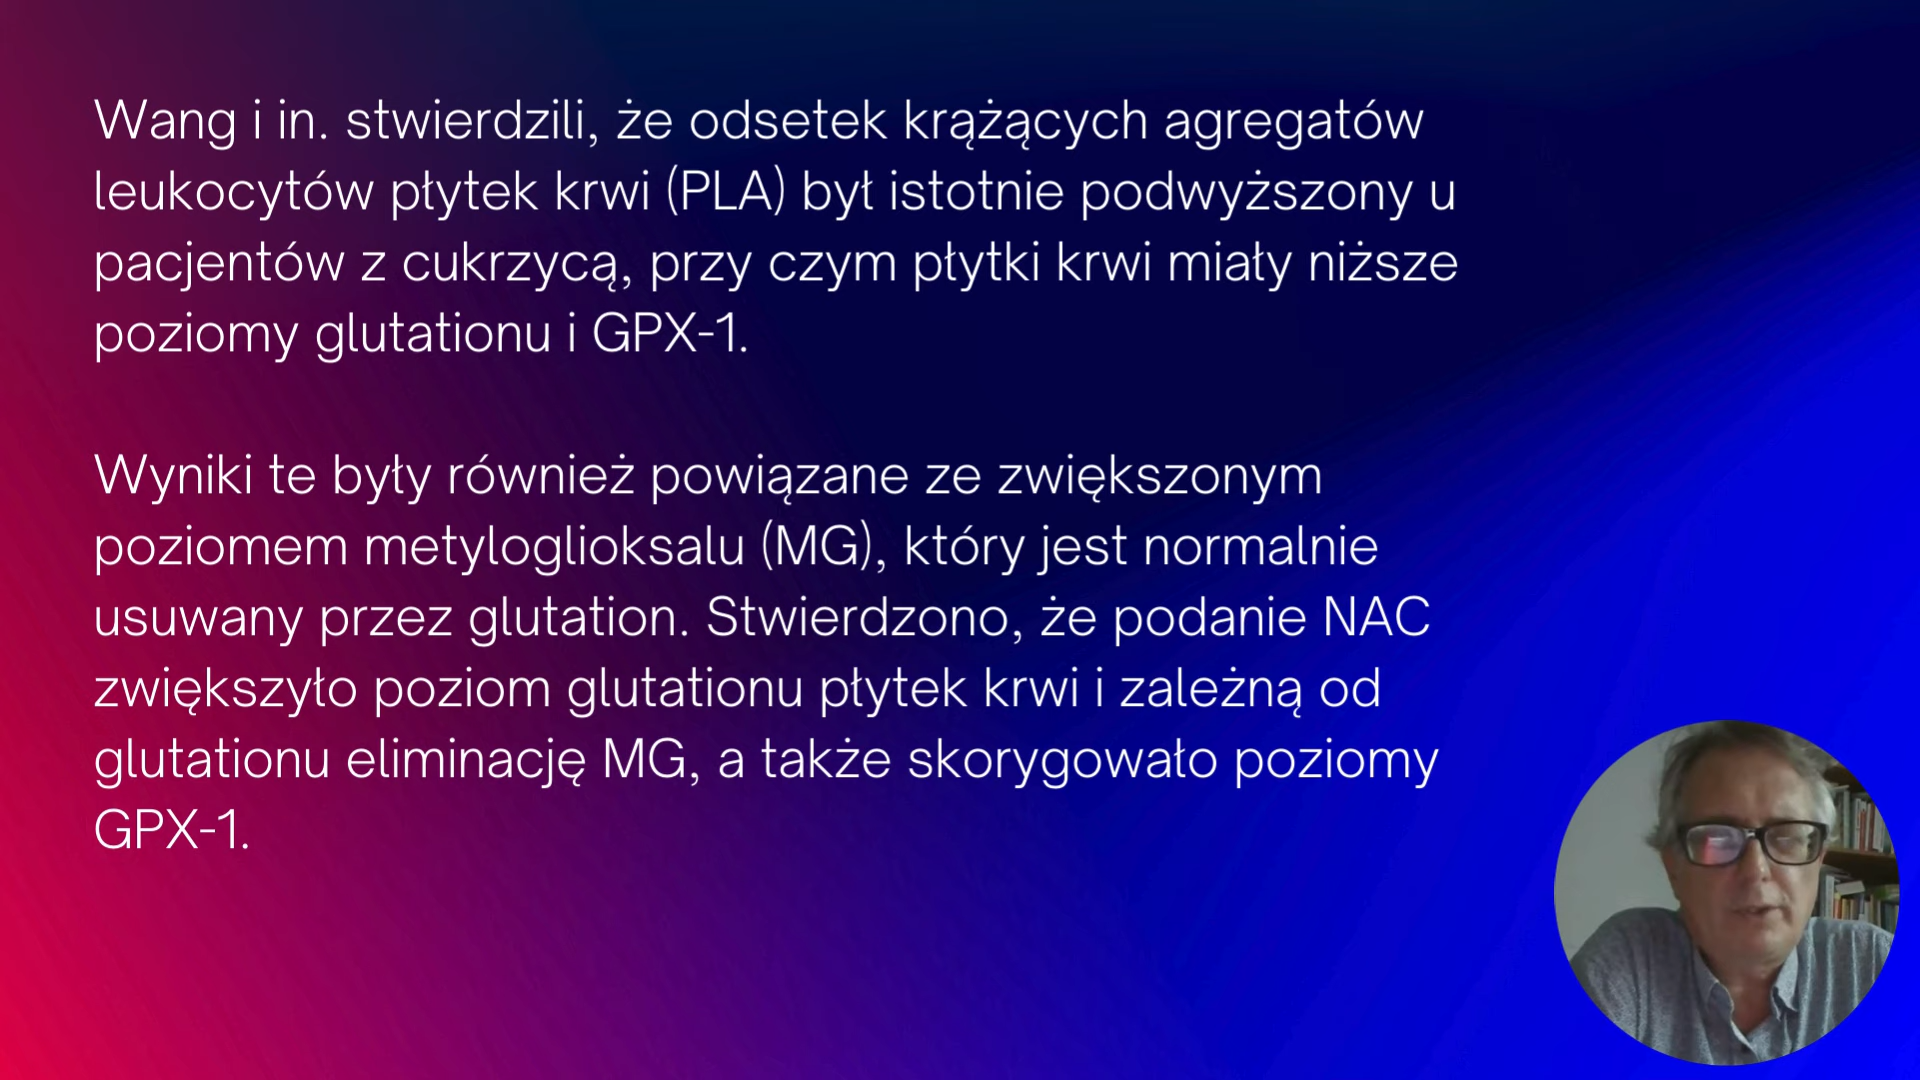 Wang i in. stwierdzili, że odsetek krążących agregatów
leukocytów płytek krwi (PLA) był istotnie podwyższony u
pacjentów z cukrzycą, przy czym płytki krwi miały niższe
poziomy glutationu i GPX-1.
Wyniki te były również powiązane ze zwiększonym
poziomem metyloglioksalu (MG), który jest normalnie
usuwany przez glutation. Stwierdzono, że podanie NAC
zwiększyło poziom glutationu płytek krwi i zależną od
glutationu eliminację MG, a także skorygowało poziomy
GPX-1.